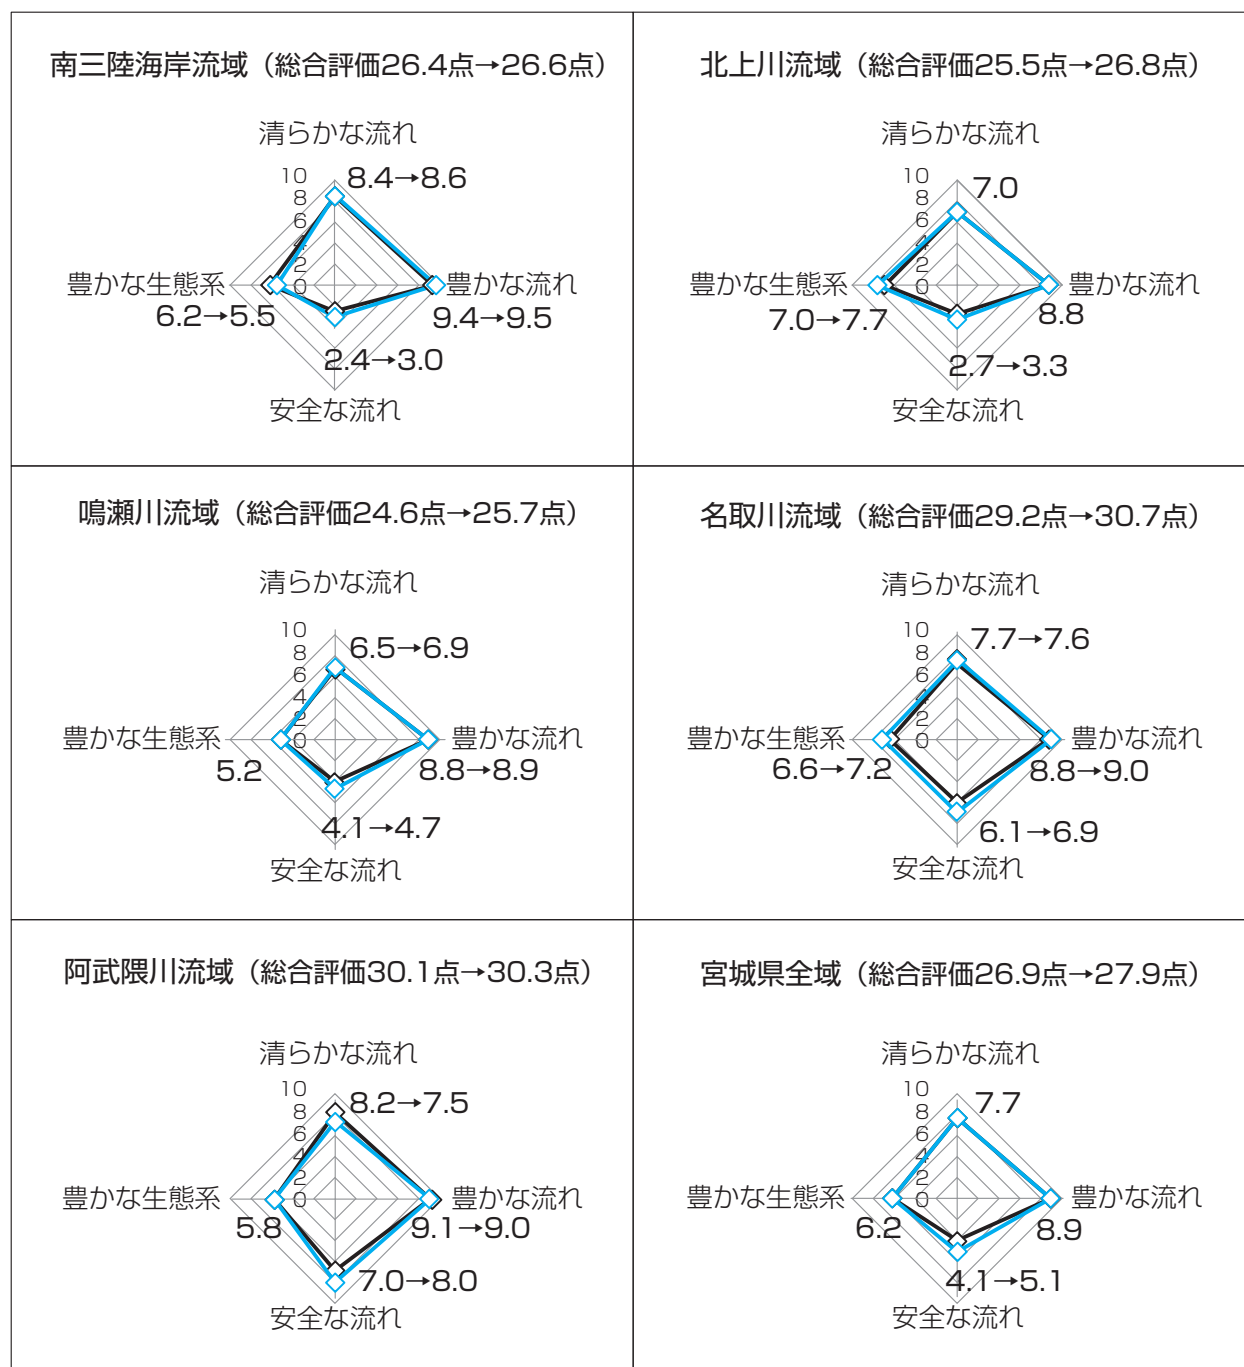 南三陸海岸流域（総合評価26.4点→26.6点）
清らかな流れ
10
8
6
4
2
0
8.4→8.6
豊かな生態系
6.2→5.5
豊かな流れ
9.4→9.5
2.4→3.0
安全な流れ
北上川流域（総合評価25.5点→26.8点）
清らかな流れ
10
8
6
4
2
0
7.0
豊かな生態系
7.0→7.7
豊かな流れ
8.8
2.7→3.3
安全な流れ
鳴瀬川流域（総合評価24.6点→25.7点）
清らかな流れ
10
8
6
4
2
0
6.5→6.9
豊かな生態系
5.2
豊かな流れ
8.8→8.9
4.1→4.7
安全な流れ
名取川流域（総合評価29.2点→30.7点）
清らかな流れ
10
8
6
4
2
0
7.7→7.6
豊かな生態系
6.6→7.2
豊かな流れ
8.8→9.0
6.1→6.9
安全な流れ
阿武隈川流域（総合評価30.1点→30.3点）
清らかな流れ
10
8
6
4
2
0
8.2→7.5
豊かな生態系
5.8
豊かな流れ
9.1→9.0
7.0→8.0
安全な流れ
宮城県全域（総合評価26.9点→27.9点）
清らかな流れ
10
8
6
4
2
0
7.7
豊かな生態系
6.2
豊かな流れ
8.9
4.1→5.1
安全な流れ